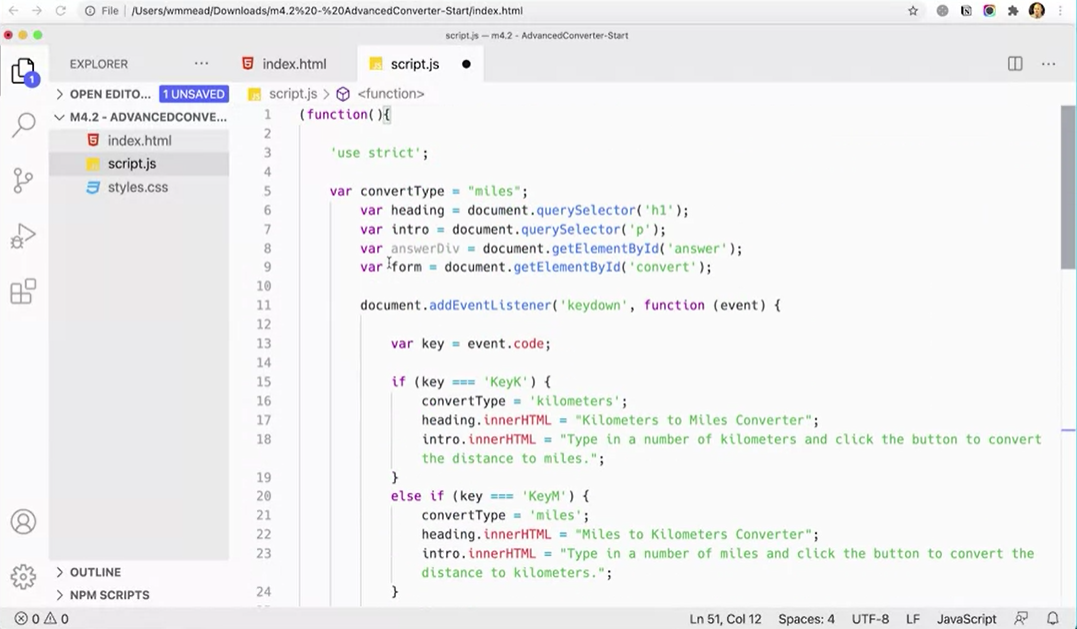 File | /Users/wmmead/Downloads/m4.2%20-%20AdvancedConverter-Start/index.html
script.js — m4.2 - AdvancedConverter-Start
EXPLORER ···
index.html
script.js ●
···
1
OPEN EDITO... 1 UNSAVED
script.js > <function>
M4.2 - ADVANCEDCONVE...
index.html
script.js
styles.css
1 (function(){
2
3 'use strict';
4
5 var convertType = "miles";
6 var heading = document.querySelector('h1');
7 var intro = document.querySelector('p');
8 var answerDiv = document.getElementById('answer');
9 var form = document.getElementById('convert');
10
11 document.addEventListener('keydown', function (event) {
12
13 var key = event.code;
14
15 if (key === 'KeyK') {
16 convertType = 'kilometers';
17 heading.innerHTML = "Kilometers to Miles Converter";
18 intro.innerHTML = "Type in a number of kilometers and click the button to convert
the distance to miles.";
19 }
20 else if (key === 'KeyM') {
21 convertType = 'miles';
22 heading.innerHTML = "Miles to Kilometers Converter";
23 intro.innerHTML = "Type in a number of miles and click the button to convert the
distance to kilometers.";
24 }
OUTLINE
NPM SCRIPTS
0 0
Ln 51, Col 12 Spaces: 4 UTF-8 LF JavaScript